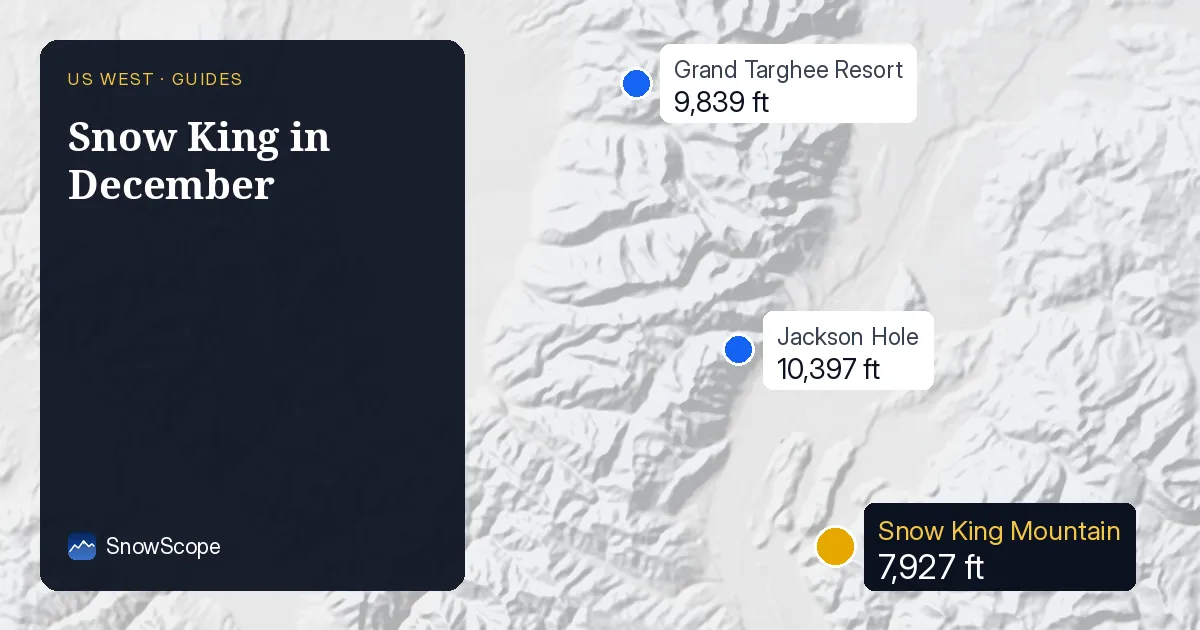 US WEST · GUIDES
Snow King in
December
SnowScope
Grand Targhee Resort
9,839 ft
Jackson Hole
10,397 ft
Snow King Mountain
7,927 ft